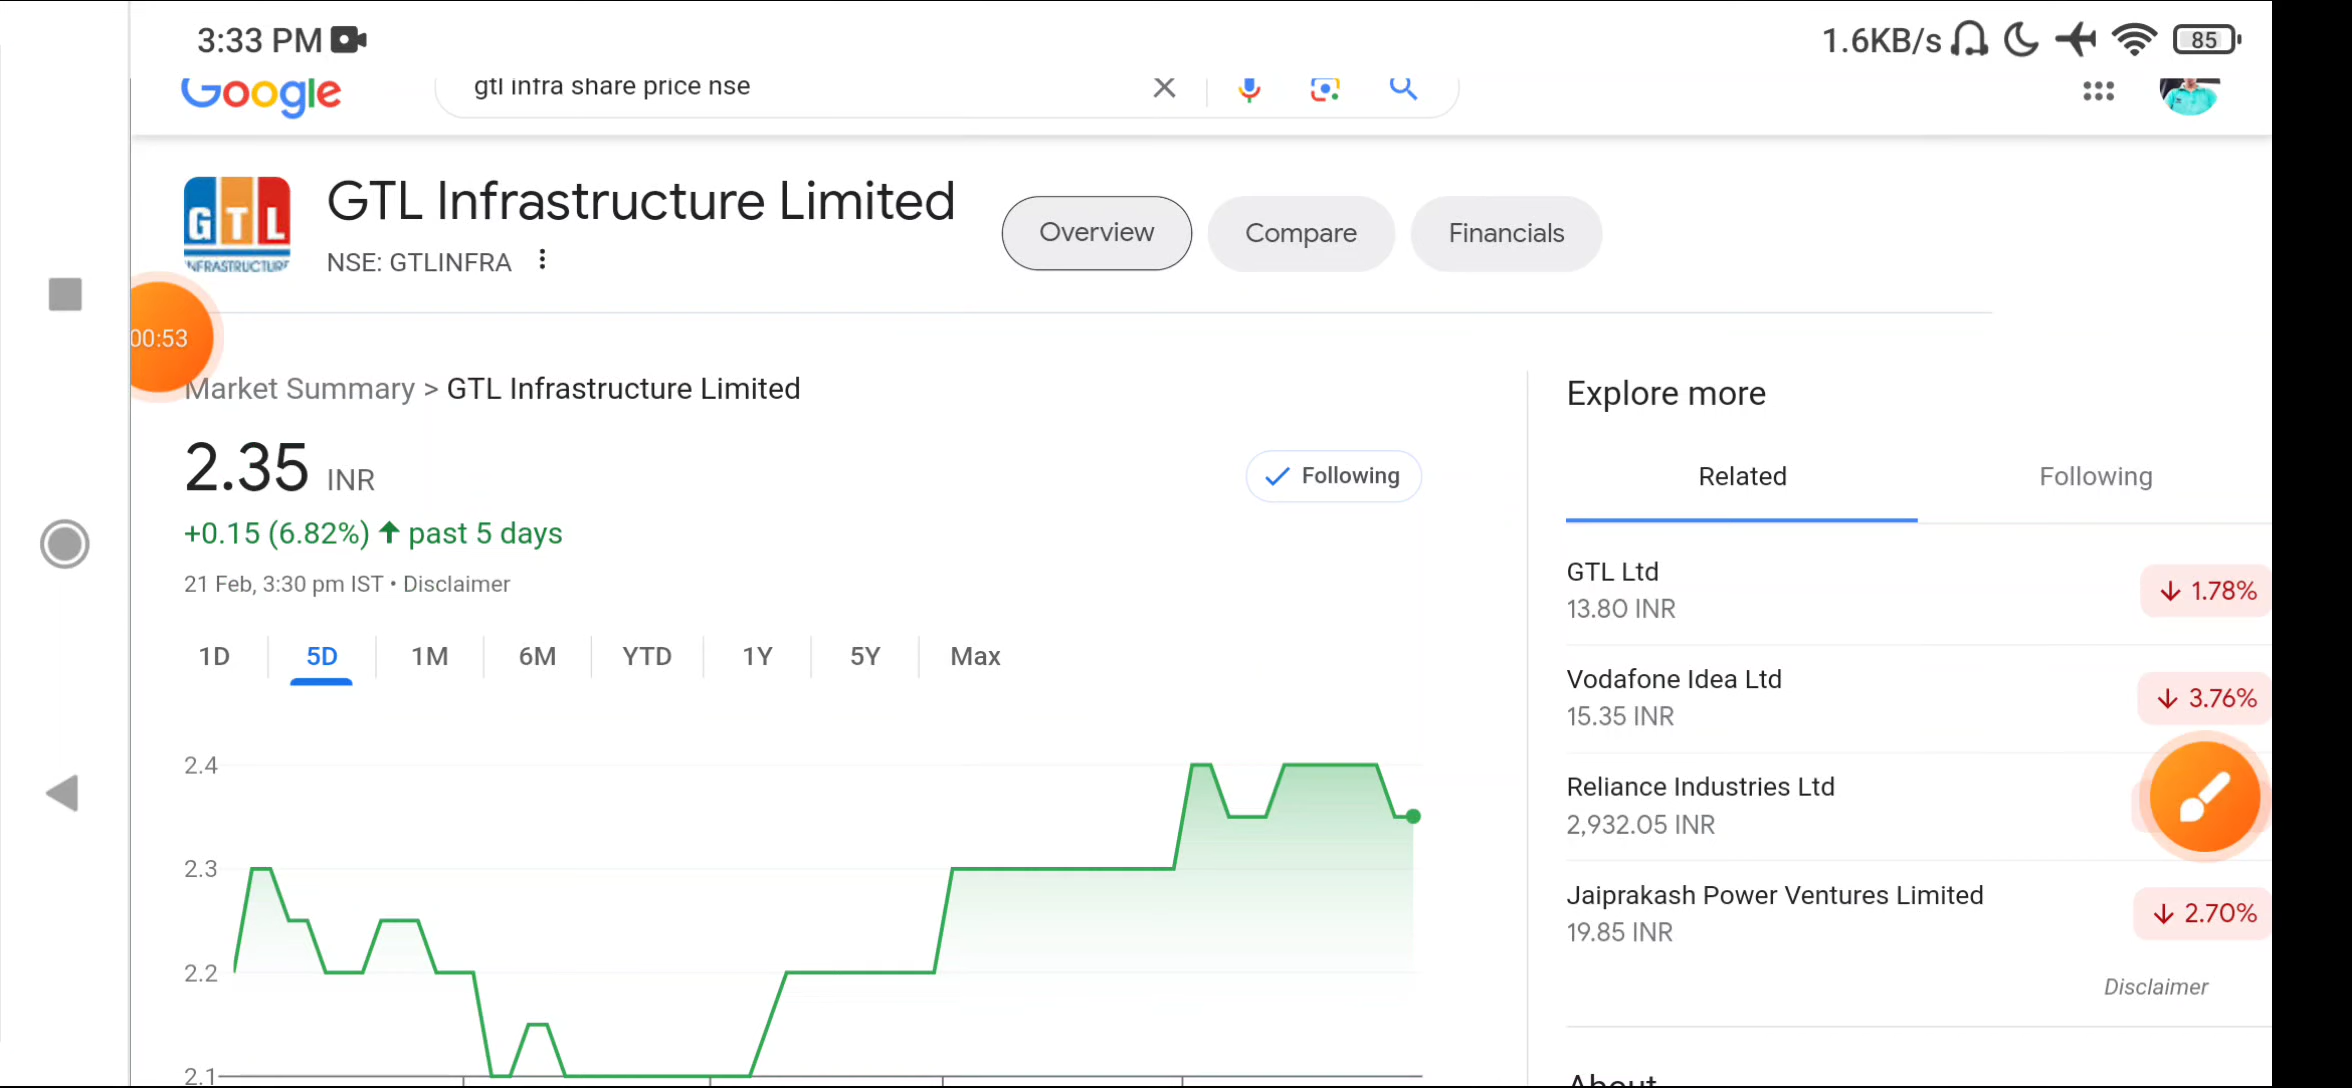 3:33 PM
1.6KB/s
85
Google
gtl infra share price nse
GTL
INFRASTRUCTURE
GTL Infrastructure Limited
NSE: GTLINFRA
Overview
Compare
Financials
00:53
Market Summary > GTL Infrastructure Limited
2.35 INR
Following
+0.15 (6.82%) ↑ past 5 days
21 Feb, 3:30 pm IST • Disclaimer
1D
5D
1M
6M
YTD
1Y
5Y
Max
2.4
2.3
2.2
2.1
Explore more
Related
Following
GTL Ltd
13.80 INR
↓ 1.78%
Vodafone Idea Ltd
15.35 INR
↓ 3.76%
Reliance Industries Ltd
2,932.05 INR
Jaiprakash Power Ventures Limited
19.85 INR
↓ 2.70%
Disclaimer
About